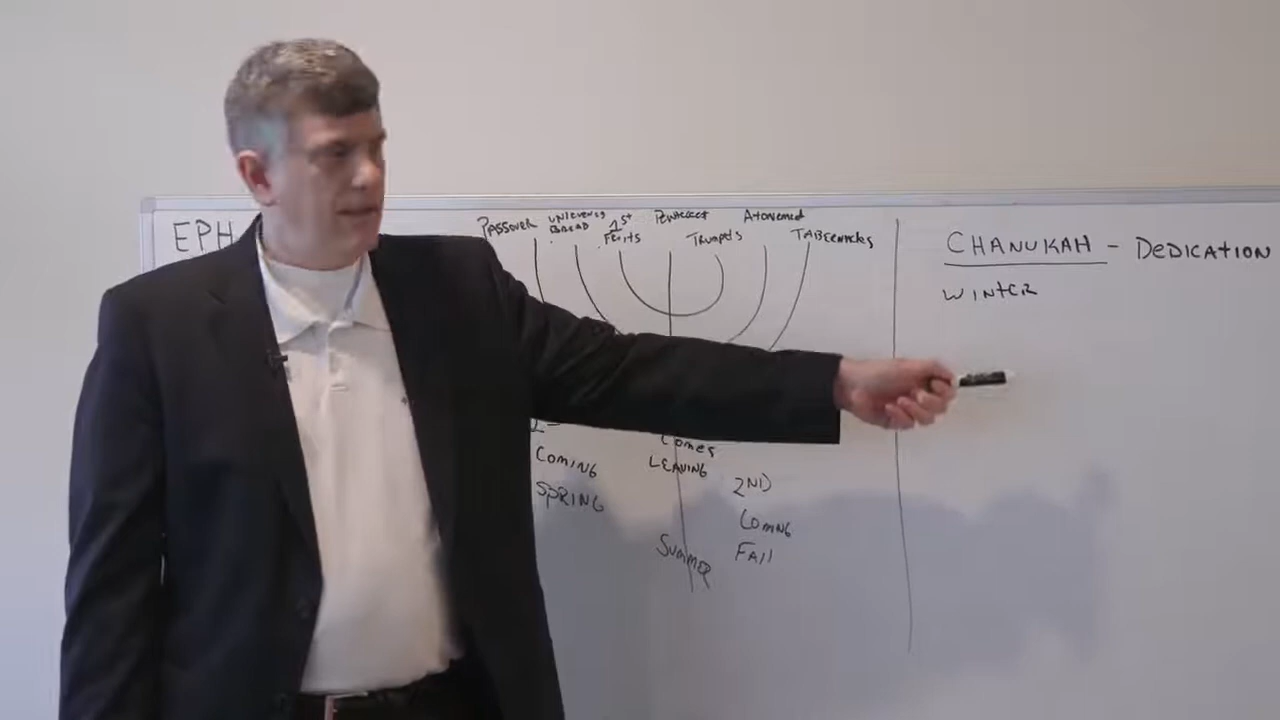 EPH
PASSOVER
UNLEAVENED
BREAD
1st
FRUITS
PENTECOST
TRUMPETS
Atonement
TABERNACLES
Coming
SPRING
Comes
LEAVING
SUMMER
2ND
Coming
FAll
CHANUKAH - DEDICATION
WINTER